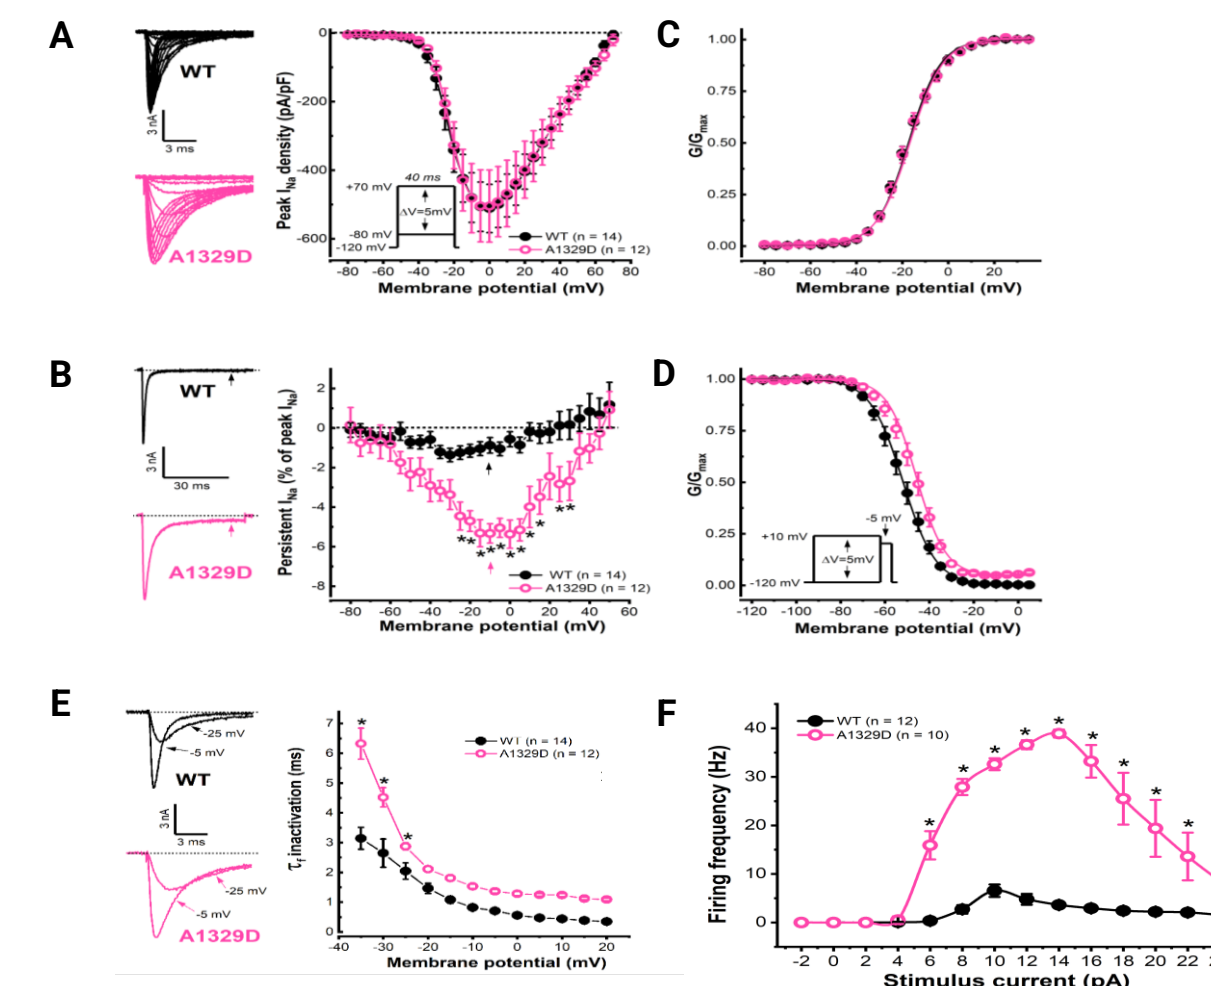 A
WT
3 nA
3 ms
A1329D
Peak I_Na density (pA/pF)
0
-200
-400
-600
40 ms
+70 mV
ΔV=5mV
-80 mV
-120 mV
WT (n = 14)
A1329D (n = 12)
-80 -60 -40 -20 0 20 40 60 80
Membrane potential (mV)
C
G/G_max
1.00
0.75
0.50
0.25
0.00
-80 -60 -40 -20 0 20
Membrane potential (mV)
B
WT
3 nA
30 ms
A1329D
Persistent I_Na (% of peak I_Na)
2
0
-2
-4
-6
-8
* * * * * * * * *
WT (n = 14)
A1329D (n = 12)
-80 -60 -40 -20 0 20 40 60
Membrane potential (mV)
D
G/G_max
1.00
0.75
0.50
0.25
0.00
-5 mV
+10 mV
ΔV=5mV
-120 mV
-120 -100 -80 -60 -40 -20 0
Membrane potential (mV)
E
-25 mV
-5 mV
WT
3 nA
3 ms
-25 mV
-5 mV
A1329D
τ_f inactivation (ms)
7
6
5
4
3
2
1
0
* * *
WT (n = 14)
A1329D (n = 12)
-40 -30 -20 -10 0 10 20
Membrane potential (mV)
F
Firing frequency (Hz)
40
30
20
10
0
WT (n = 12)
A1329D (n = 10)
* * * * * * * * *
-2 0 2 4 6 8 10 12 14 16 18 20 22
Stimulus current (pA)